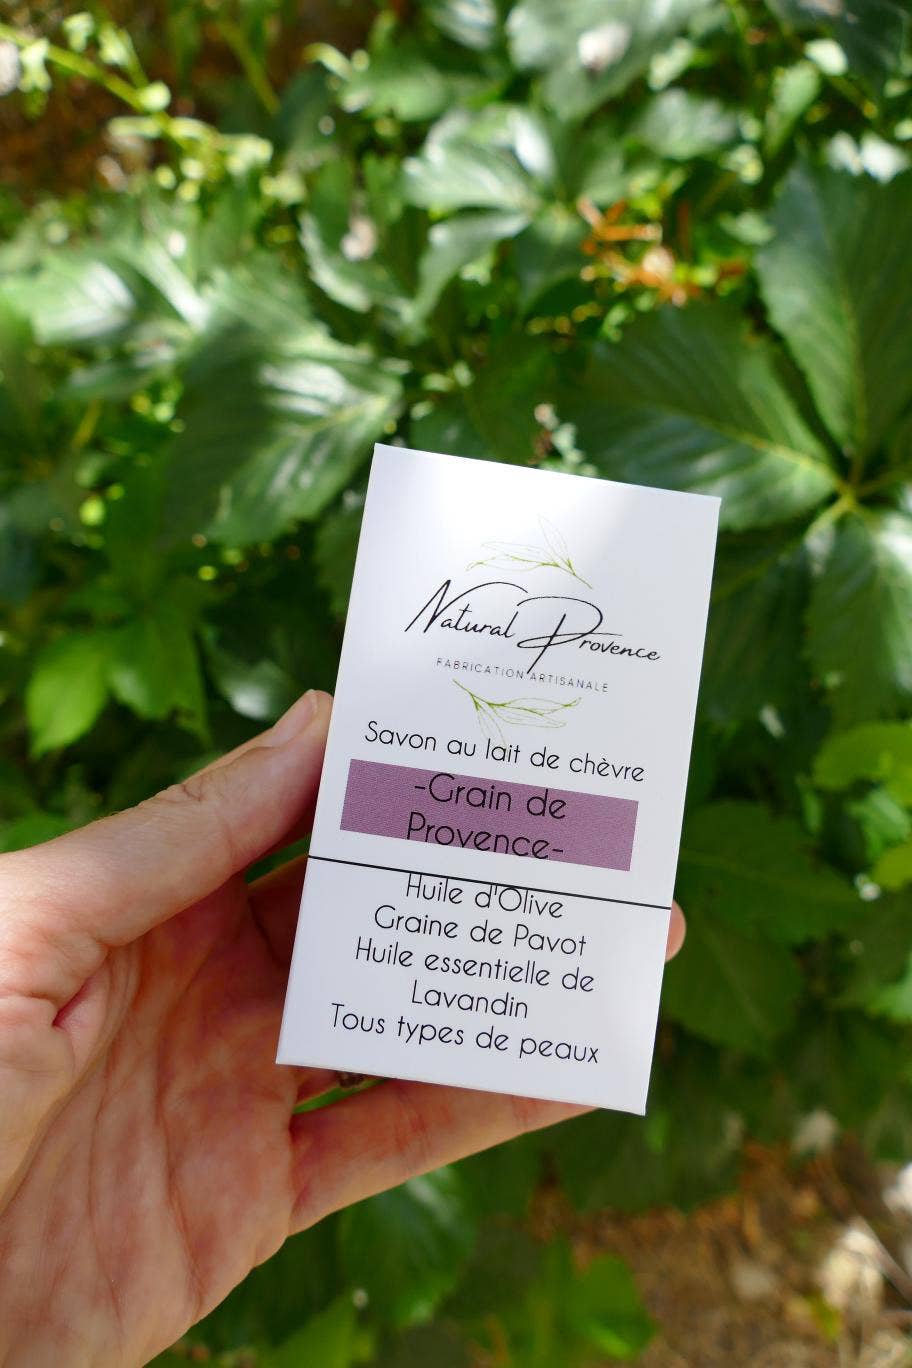 Natural Provence
FABRICATION ARTISANALE
Savon au lait de chèvre
-Grain de
Provence-
Huile d'Olive
Graine de Pavot
Huile essentielle de
Lavandin
Tous types de peaux